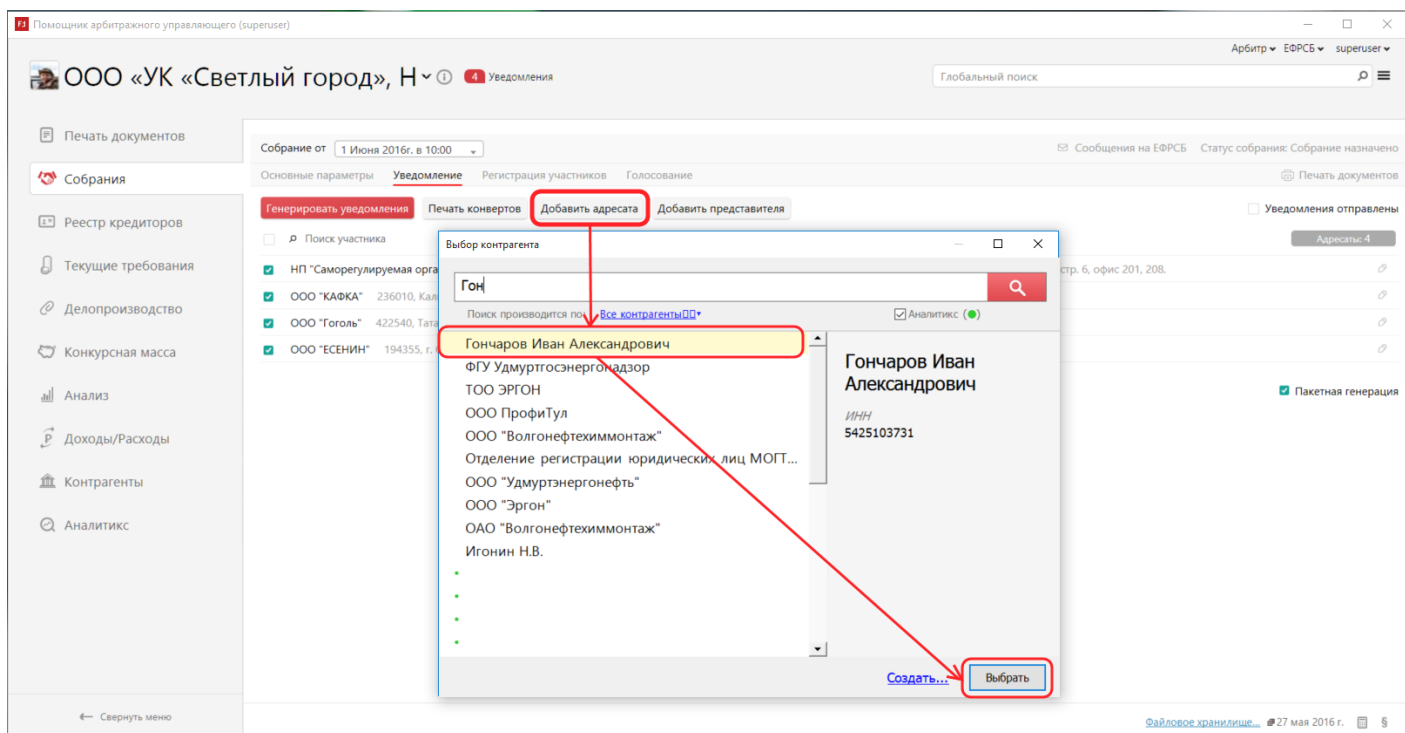 Помощник арбитражного управляющего (superuser)
Арбитр ЕФРСБ superuser
ООО «УК «Светлый город», Н 4 Уведомления
Глобальный поиск
Печать документов
Собрания
Реестр кредиторов
Текущие требования
Делопроизводство
Конкурсная масса
Анализ
Доходы/Расходы
Контрагенты
Аналитикс
Свернуть меню
Собрание от 1 Июня 2016г. в 10:00
Сообщения на ЕФРСБ Статус собрания: Собрание назначено
Основные параметры Уведомление Регистрация участников Голосование
Печать документов
Генерировать уведомления Печать конвертов Добавить адресата Добавить представителя
Уведомления отправлены
Поиск участника
Адресаты: 4
НП "Саморегулируемая орга
стр. 6, офис 201, 208.
ООО "КАФКА" 236010, Кал
ООО "Гоголь" 422540, Тата
ООО "ЕСЕНИН" 194355, г.
Пакетная генерация
Выбор контрагента
Гон
Поиск производится по: Все контрагенты
Аналитикс
Гончаров Иван Александрович
ФГУ Удмуртгосэнергонадзор
ТОО ЭРГОН
ООО ПрофиТул
ООО "Волгонефтехиммонтаж"
Отделение регистрации юридических лиц МОГТ...
ООО "Удмуртэнергонефть"
ООО "Эргон"
ОАО "Волгонефтехиммонтаж"
Игонин Н.В.
Гончаров Иван
Александрович
ИНН
5425103731
Создать... Выбрать
Файловое хранилище... 27 мая 2016 г. §